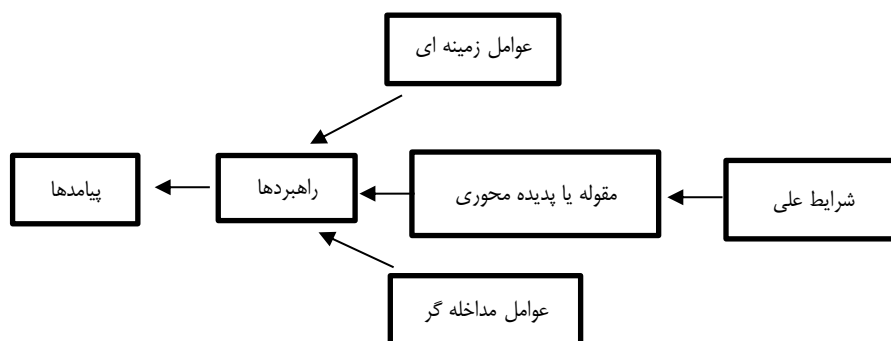 عوامل زمینه ای
شرایط علی
مقوله یا پدیده محوری
راهبردها
پیامدها
عوامل مداخله گر